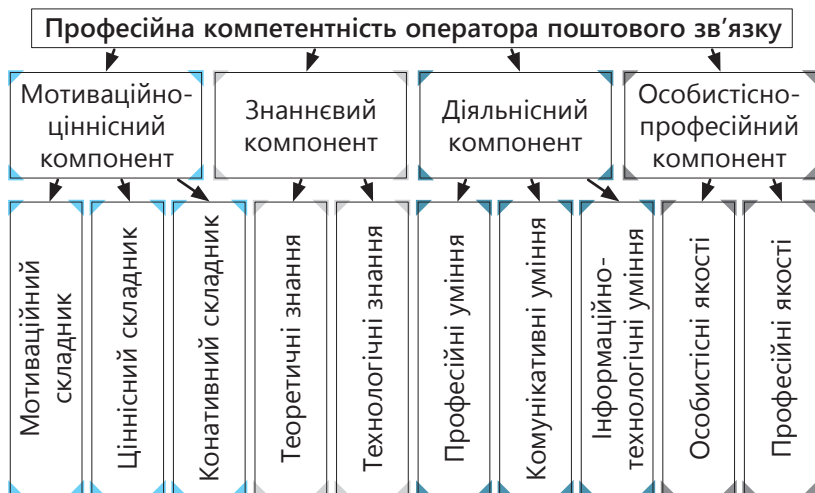 Професійна компетентність оператора поштового зв’язку
Мотиваційно-
ціннісний
компонент
Знаннєвий
компонент
Діяльнісний
компонент
Особистісно-
професійний
компонент
Мотиваційний
складник
Ціннісний складник
Конативний складник
Теоретичні знання
Технологічні знання
Професійні уміння
Комунікативні уміння
Інформаційно-
технологічні уміння
Особистісні якості
Професійні якості